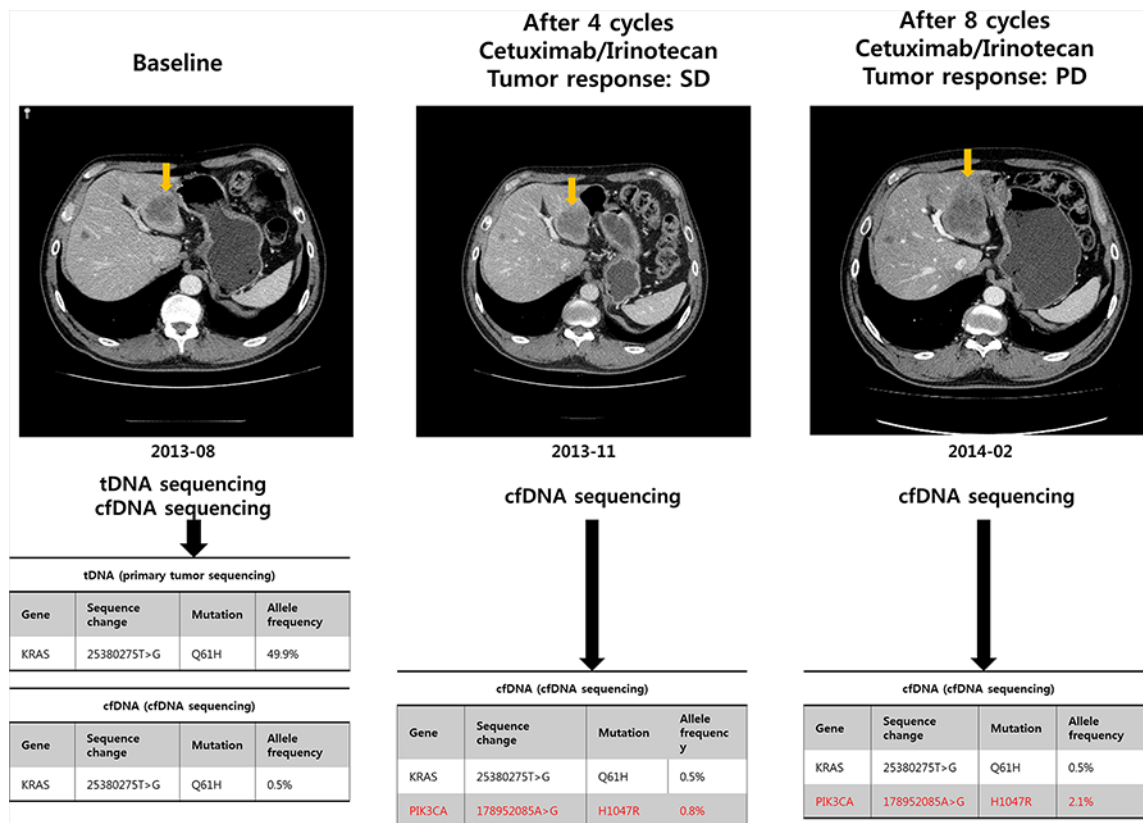 Baseline
After 4 cycles
Cetuximab/Irinotecan
Tumor response: SD
After 8 cycles
Cetuximab/Irinotecan
Tumor response: PD
2013-08
2013-11
2014-02
tDNA sequencing
cfDNA sequencing
cfDNA sequencing
cfDNA sequencing
tDNA (primary tumor sequencing)
Gene Sequence change Mutation Allele frequency
KRAS 25380275T>G Q61H 49.9%
cfDNA (cfDNA sequencing)
Gene Sequence change Mutation Allele frequency
KRAS 25380275T>G Q61H 0.5%
cfDNA (cfDNA sequencing)
Gene Sequence change Mutation Allele frequenc y
KRAS 25380275T>G Q61H 0.5%
PIK3CA 178952085A>G H1047R 0.8%
cfDNA (cfDNA sequencing)
Gene Sequence change Mutation Allele frequency
KRAS 25380275T>G Q61H 0.5%
PIK3CA 178952085A>G H1047R 2.1%